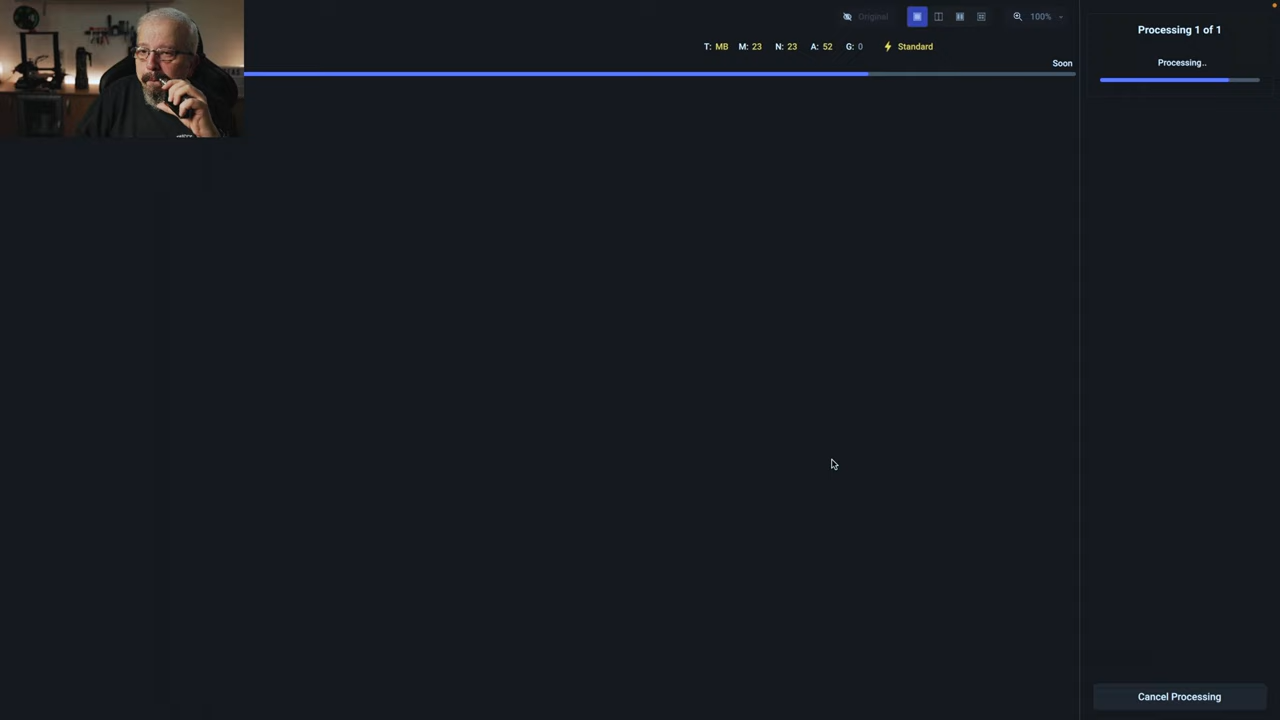 Original
100%
Processing 1 of 1
T: MB M: 23 N: 23 A: 52 G: 0 Standard
Soon
Processing..
Cancel Processing